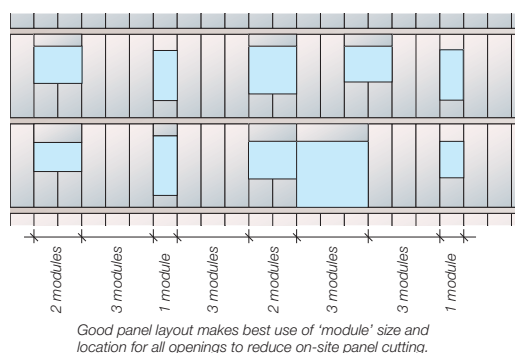 2 modules
3 modules
1 module
3 modules
2 modules
3 modules
3 modules
1 module
Good panel layout makes best use of ‘module’ size and
location for all openings to reduce on-site panel cutting.